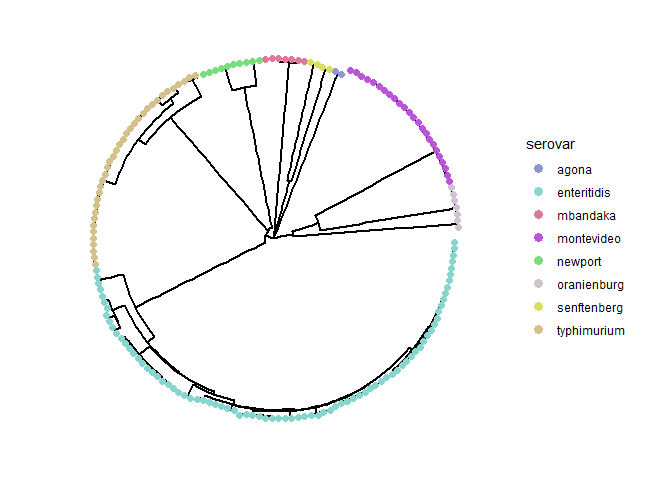 serovar
agona
enteritidis
mbandaka
montevideo
newport
oranienburg
senftenberg
typhimurium